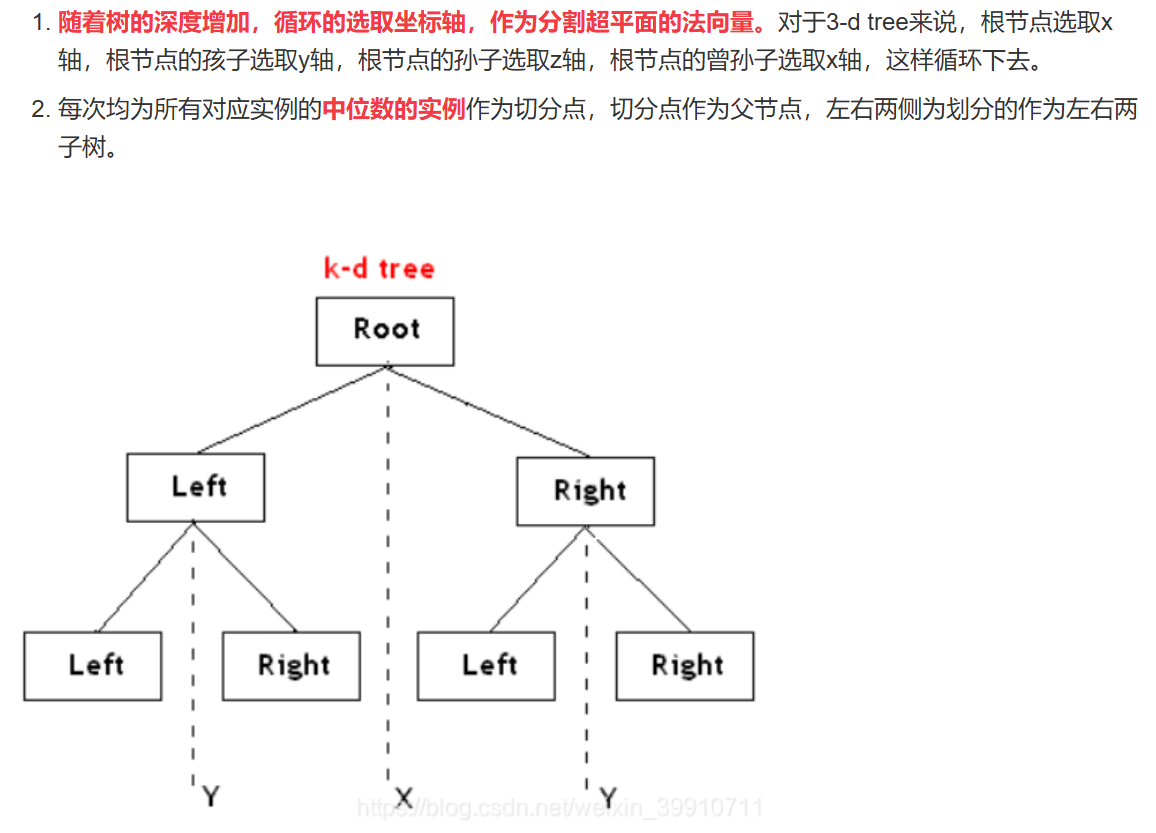 1. 随着树的深度增加，循环的选取坐标轴，作为分割超平面的法向量。对于3-d tree来说，根节点选取x
轴，根节点的孩子选取y轴，根节点的孙子选取z轴，根节点的曾孙子选取x轴，这样循环下去。
2. 每次均为所有对应实例的中位数的实例作为切分点，切分点作为父节点，左右两侧为划分的作为左右两
子树。
k-d tree
Root
Left
Right
Left
Right
Left
Right
Y
X
Y
https://blog.csdn.net/weixin_39910711